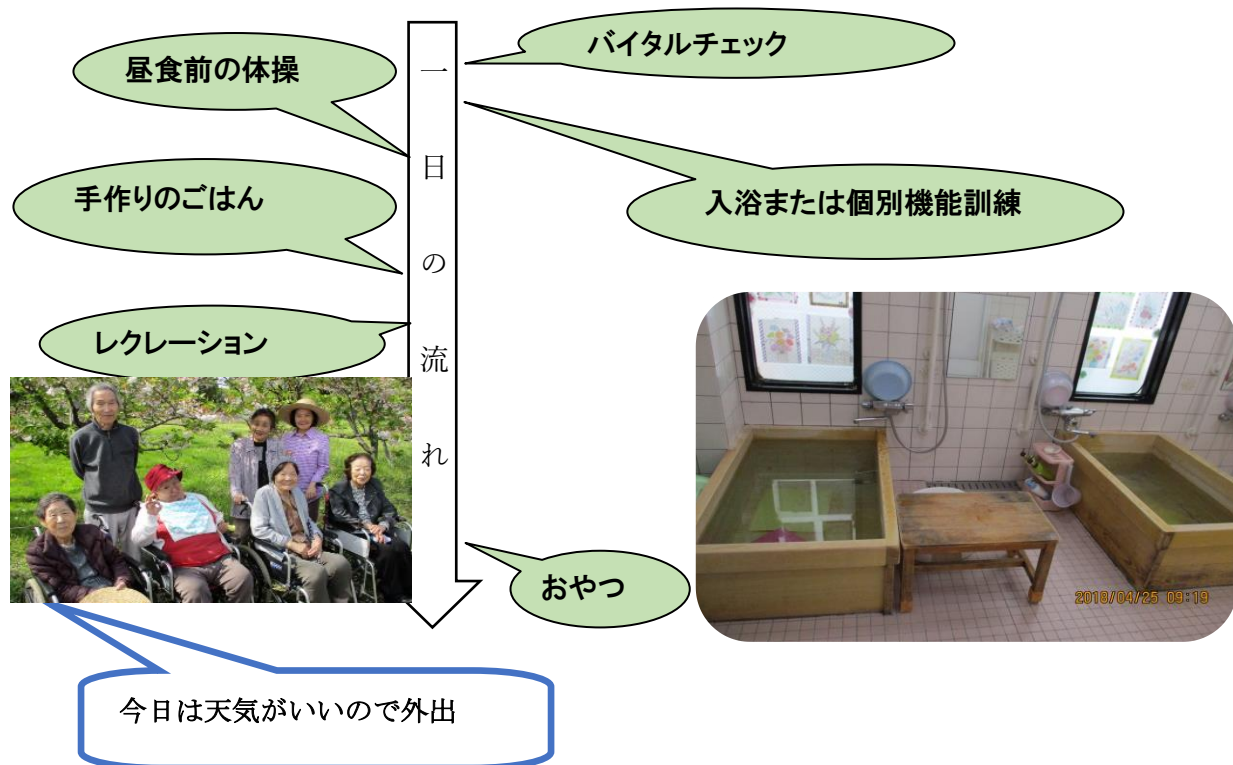 一日の流れ
バイタルチェック
入浴または個別機能訓練
昼食前の体操
手作りのごはん
レクレーション
おやつ
今日は天気がいいので外出
2018/04/25 09:19